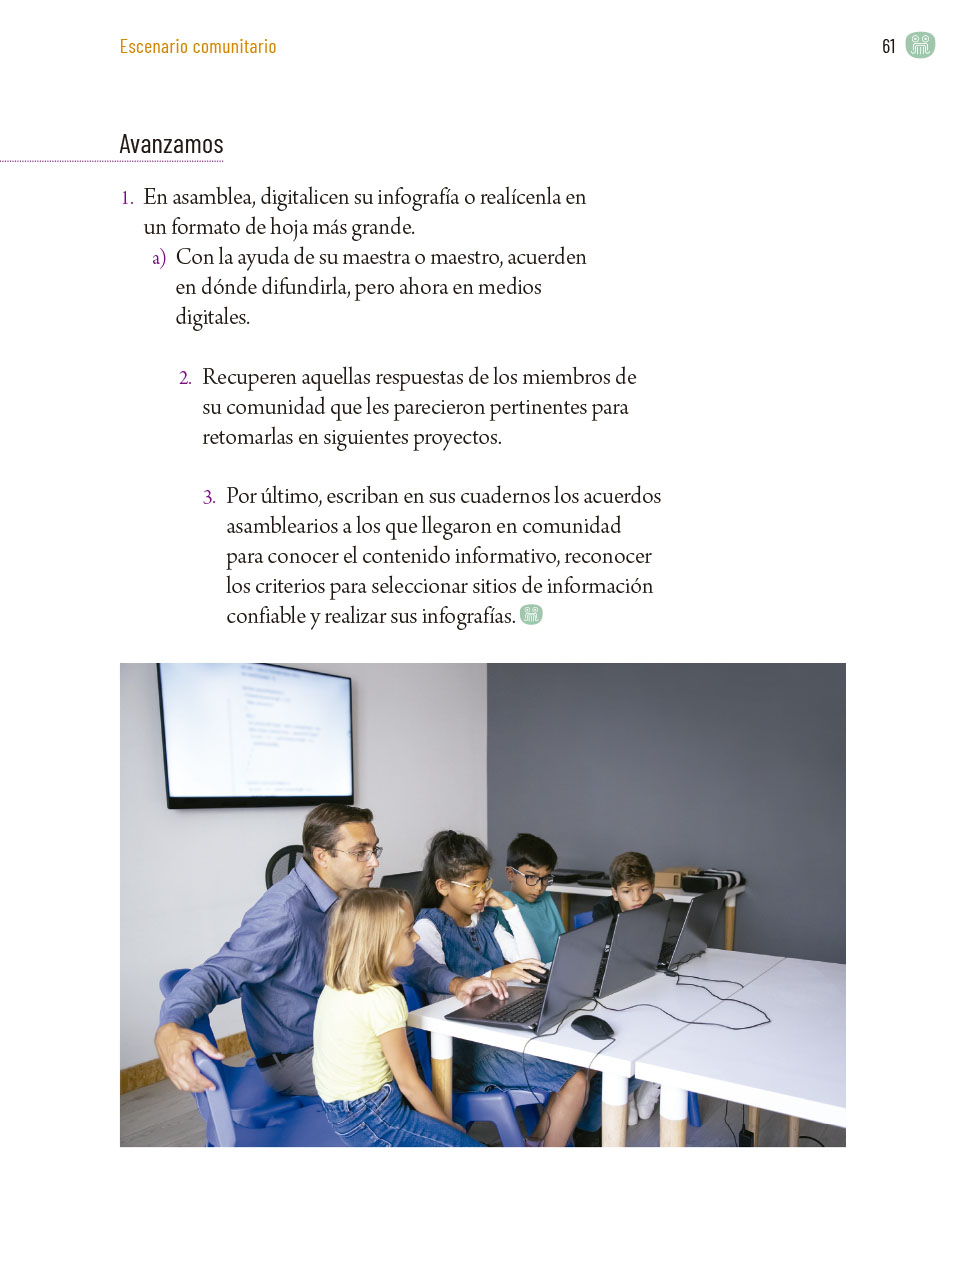 Escenario comunitario
61
Avanzamos
1. En asamblea, digitalicen su infografía o realícenla en
un formato de hoja más grande.
a) Con la ayuda de su maestra o maestro, acuerden
en dónde difundirla, pero ahora en medios
digitales.
2. Recuperen aquellas respuestas de los miembros de
su comunidad que les parecieron pertinentes para
retomarlas en siguientes proyectos.
3. Por último, escriban en sus cuadernos los acuerdos
asamblearios a los que llegaron en comunidad
para conocer el contenido informativo, reconocer
los criterios para seleccionar sitios de información
confiable y realizar sus infografías.